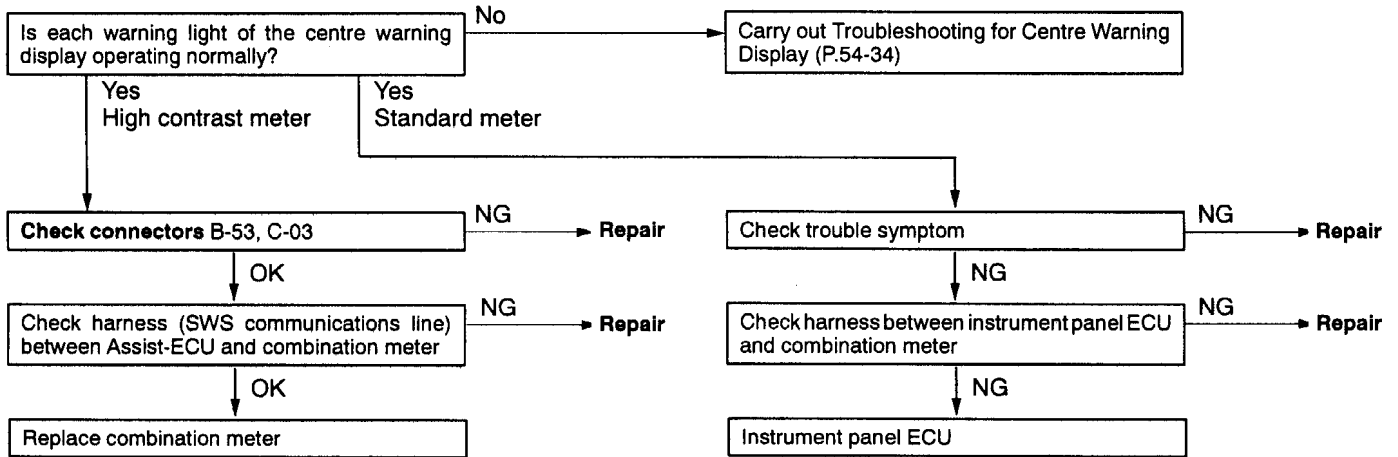 Is each warning light of the centre warning
display operating normally?
No
Carry out Troubleshooting for Centre Warning
Display (P.54-34)
Yes
High contrast meter
Yes
Standard meter
Check connectors B-53, C-03
NG
Repair
Check trouble symptom
NG
Repair
OK
NG
Check harness (SWS communications line)
between Assist-ECU and combination meter
NG
Repair
Check harness between instrument panel ECU
and combination meter
NG
Repair
OK
NG
Replace combination meter
Instrument panel ECU